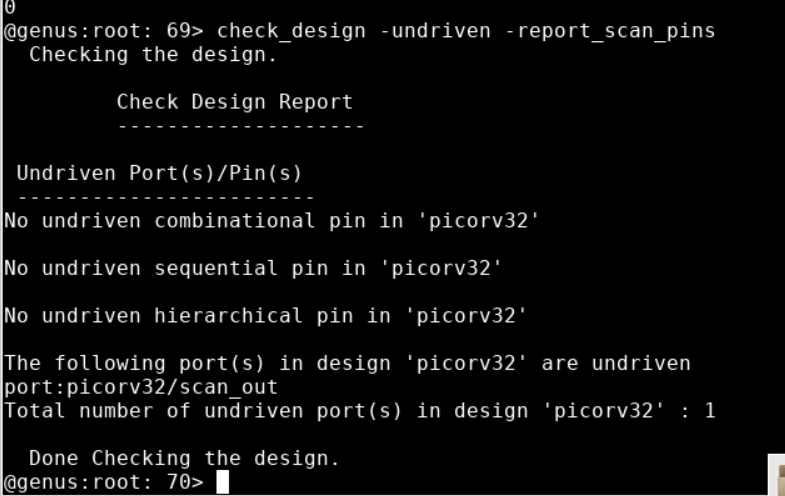 0
@genus:root: 69> check_design -undriven -report_scan_pins
Checking the design.
Check Design Report
--------------------
Undriven Port(s)/Pin(s)
------------------------
No undriven combinational pin in 'picorv32'
No undriven sequential pin in 'picorv32'
No undriven hierarchical pin in 'picorv32'
The following port(s) in design 'picorv32' are undriven
port:picorv32/scan_out
Total number of undriven port(s) in design 'picorv32' : 1
Done Checking the design.
@genus:root: 70>